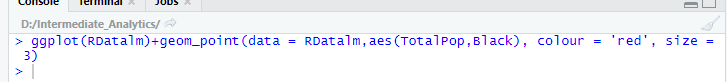 Console Terminal Jobs
D:/Intermediate_Analytics/
> ggplot(RDatalm)+geom_point(data = RDatalm,aes(TotalPop,Black), colour = 'red', size =
3)
>